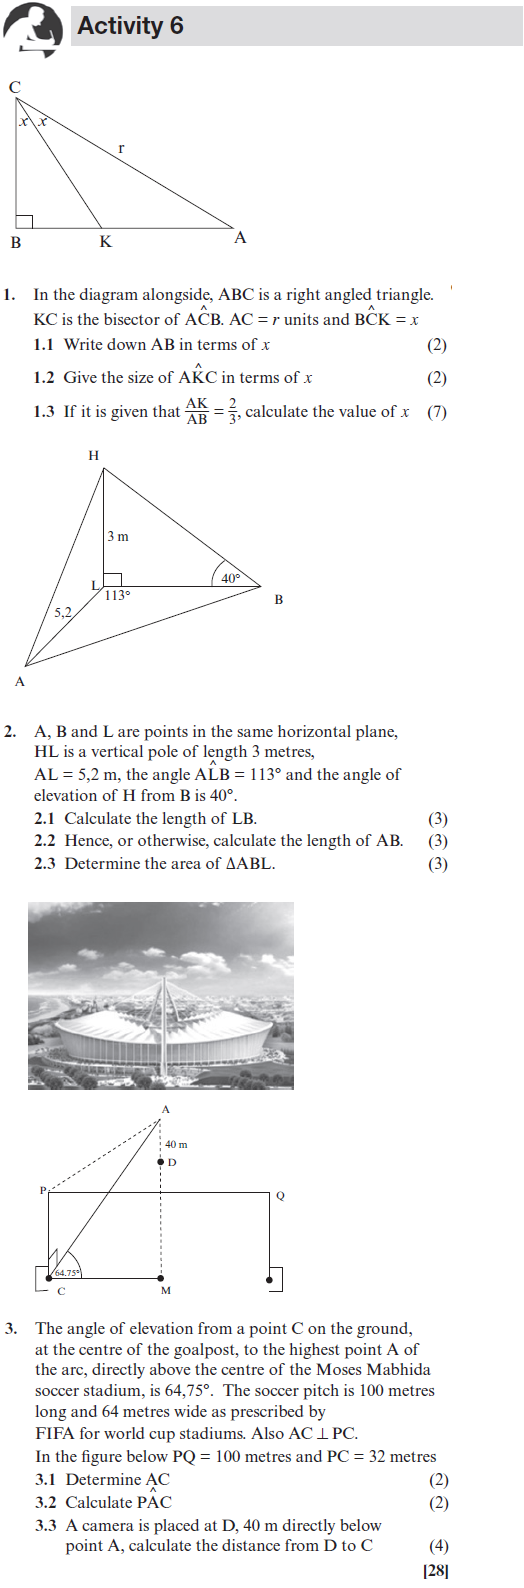 Activity 6
C
x x
r
B K A
1. In the diagram alongside, ABC is a right angled triangle.
KC is the bisector of AĈB. AC = r units and BĈK = x
1.1 Write down AB in terms of x (2)
1.2 Give the size of AK̂C in terms of x (2)
1.3 If it is given that AK/AB = 2/3, calculate the value of x (7)
H
3 m
L 40°
113° B
5,2
A
2. A, B and L are points in the same horizontal plane,
HL is a vertical pole of length 3 metres,
AL = 5,2 m, the angle AL̂B = 113° and the angle of
elevation of H from B is 40°.
2.1 Calculate the length of LB. (3)
2.2 Hence, or otherwise, calculate the length of AB. (3)
2.3 Determine the area of ΔABL. (3)
A
40 m
D
P Q
64.75°
C M
3. The angle of elevation from a point C on the ground,
at the centre of the goalpost, to the highest point A of
the arc, directly above the centre of the Moses Mabhida
soccer stadium, is 64,75°. The soccer pitch is 100 metres
long and 64 metres wide as prescribed by
FIFA for world cup stadiums. Also AC ⊥ PC.
In the figure below PQ = 100 metres and PC = 32 metres
3.1 Determine AC (2)
3.2 Calculate PÂC (2)
3.3 A camera is placed at D, 40 m directly below
point A, calculate the distance from D to C (4)
[28]